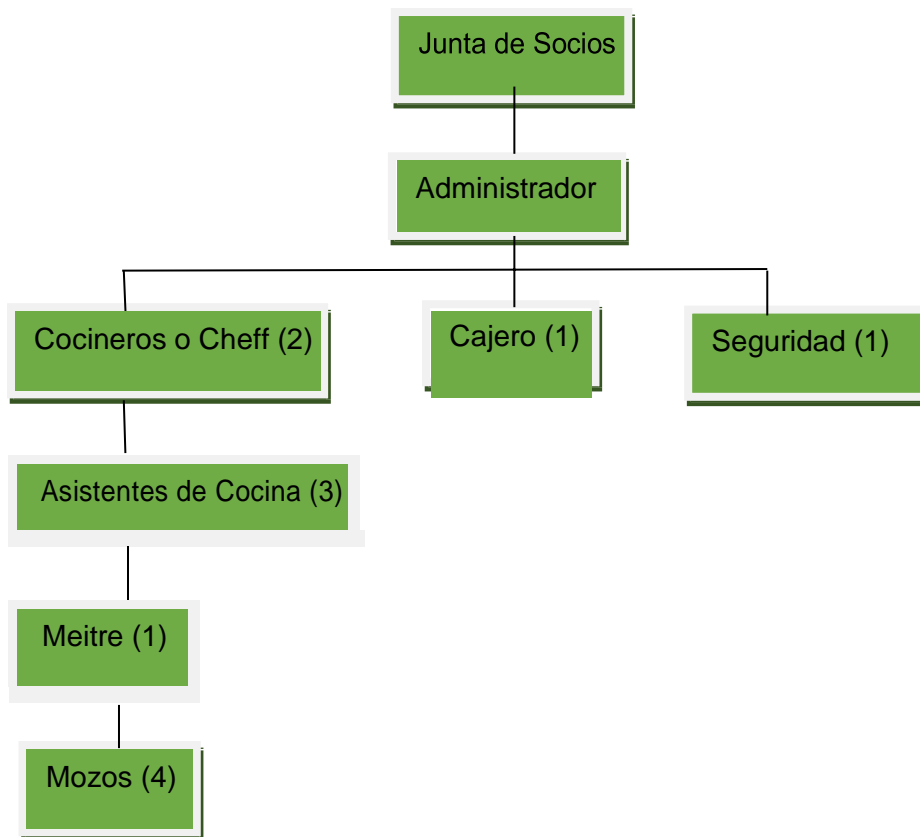 Junta de Socios
Administrador
Cocineros o Cheff (2)
Cajero (1)
Seguridad (1)
Asistentes de Cocina (3)
Meitre (1)
Mozos (4)